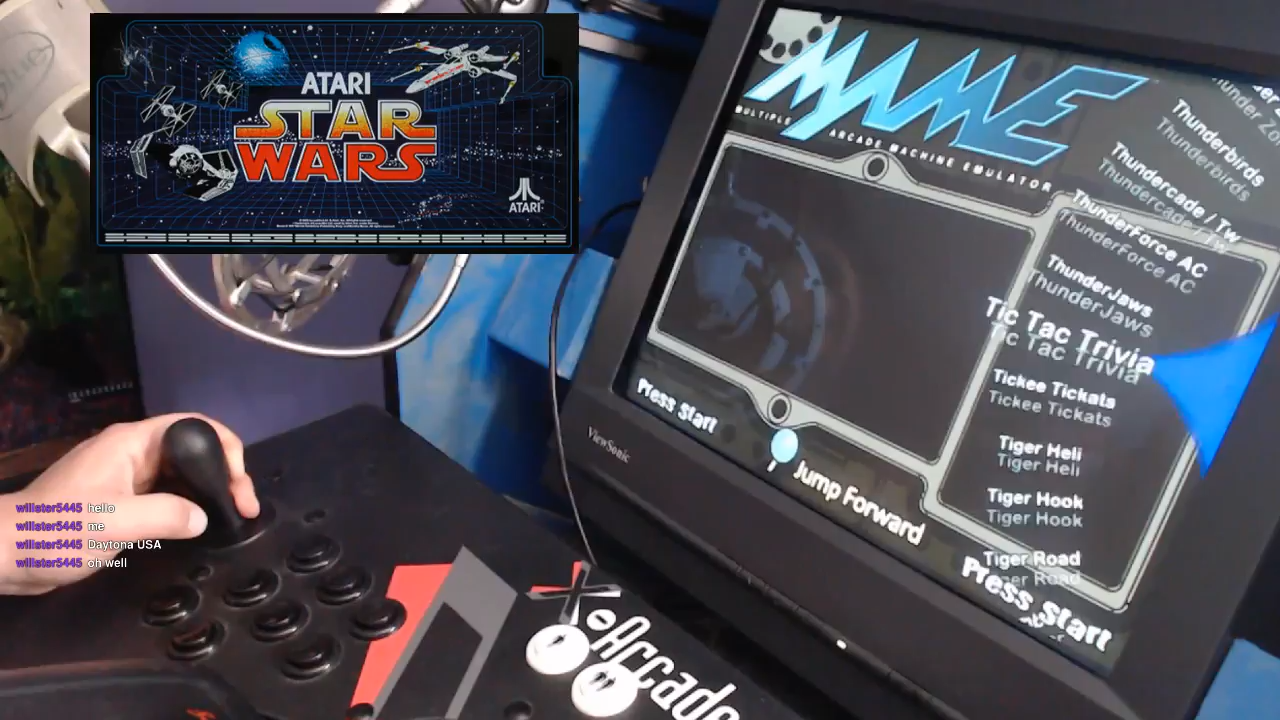 ATARI
STAR
WARS
ATARI
MAME
MULTIPLE ARCADE MACHINE EMULATOR
Thunderbirds
Thunderbirds
Thundercade / Tw
Thundercade / Tw
ThunderForce AC
ThunderForce AC
ThunderJaws
ThunderJaws
Tic Tac Trivia
Tic Tac Trivia
Tickee Tickats
Tickee Tickats
Tiger Heli
Tiger Heli
Tiger Hook
Tiger Hook
Tiger Road
Press Start
Jump Forward
Press Start
ViewSonic
willster5445 hello
willster5445 me
willster5445 Daytona USA
willster5445 oh well
X-Arcade